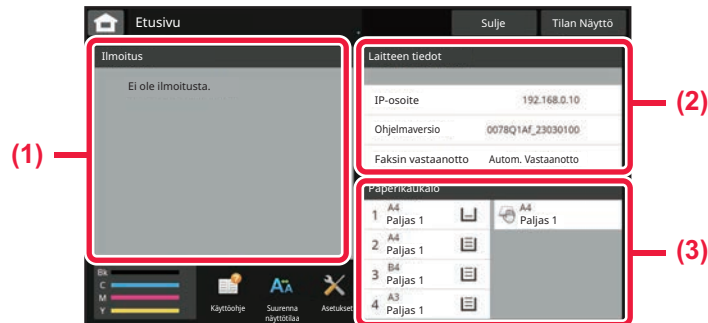 Etusivu
Sulje
Tilan Näyttö
Ilmoitus
Ei ole ilmoitusta.
(1)
Laitteen tiedot
IP-osoite 192.168.0.10
Ohjelmaversio 0078Q1Af_23030100
Faksin vastaanotto Autom. Vastaanotto
(2)
Paperikaukalo
1 A4
Paljas 1
2 A4
Paljas 1
3 B4
Paljas 1
4 A3
Paljas 1
A4
Paljas 1
(3)
Bk
C
M
Y
Käyttöohje
Suurenna
näyttötilaa
Asetukset